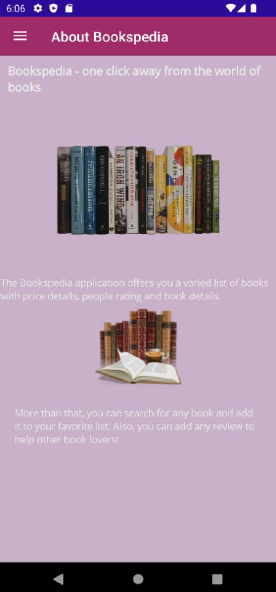 6:06
About Bookspedia
Bookspedia - one click away from the world of
books
AN IRON WIND
The Bookspedia application offers you a varied list of books
with price details, people rating and book details.
More than that, you can search for any book and add
it to your favorite list. Also, you can add any review to
help other book lovers!